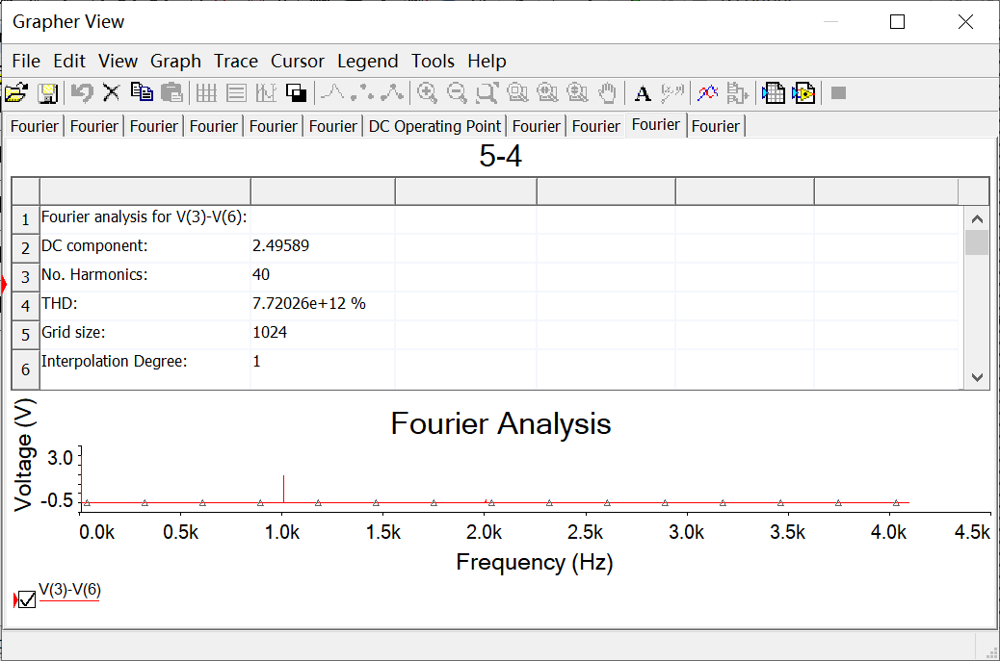 Grapher View
File Edit View Graph Trace Cursor Legend Tools Help
A
Fourier Fourier Fourier Fourier Fourier Fourier DC Operating Point Fourier Fourier Fourier Fourier
5-4
1 Fourier analysis for V(3)-V(6):
2 DC component: 2.49589
3 No. Harmonics: 40
4 THD: 7.72026e+12 %
5 Grid size: 1024
6 Interpolation Degree: 1
Fourier Analysis
Voltage (V)
3.0
-0.5
0.0k 0.5k 1.0k 1.5k 2.0k 2.5k 3.0k 3.5k 4.0k 4.5k
Frequency (Hz)
V(3)-V(6)